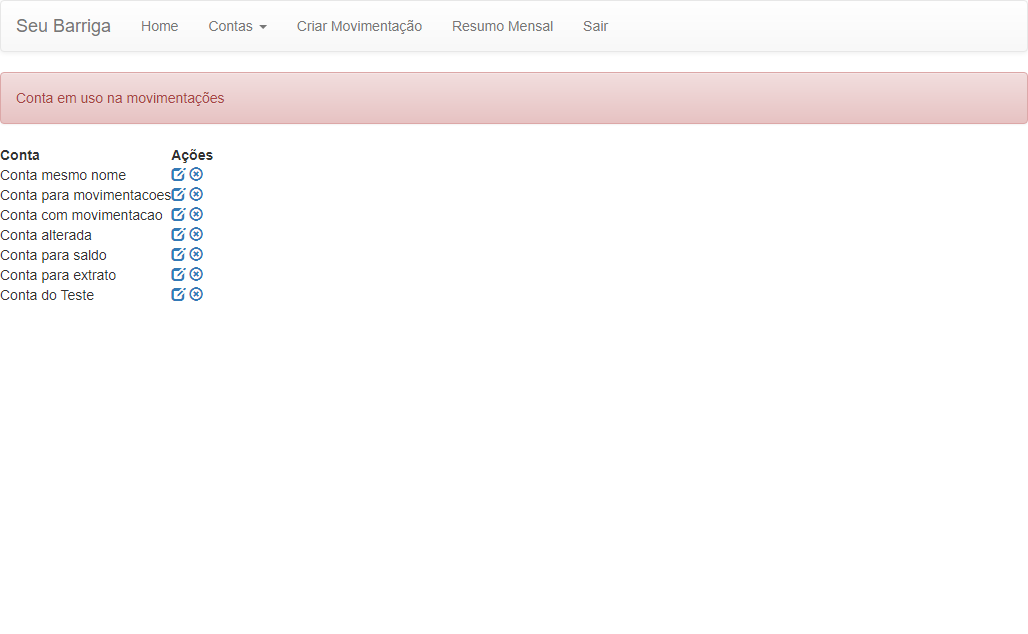 Seu Barriga Home Contas Criar Movimentação Resumo Mensal Sair
Conta em uso na movimentações
Conta Ações
Conta mesmo nome
Conta para movimentacoes
Conta com movimentacao
Conta alterada
Conta para saldo
Conta para extrato
Conta do Teste